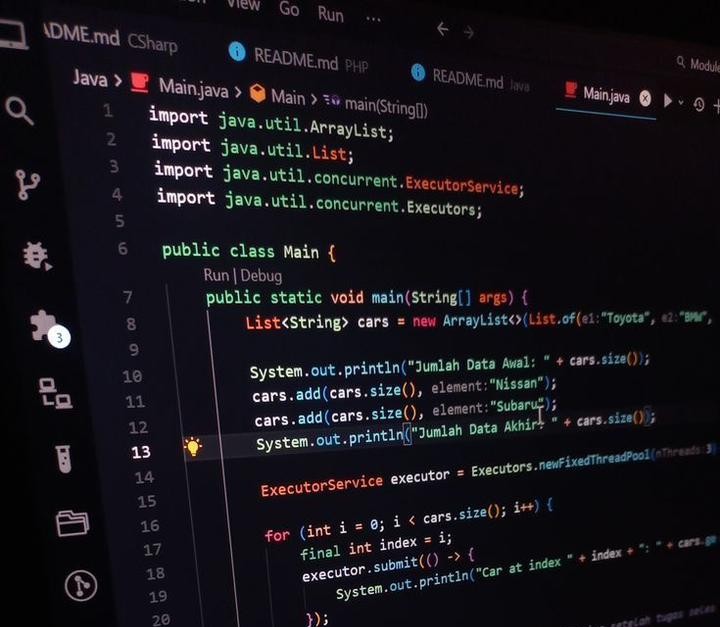 View Go Run ...
README.md CSharp
README.md PHP
README.md Java
Main.java
Java > Main.java > Main > main(String[])
1 import java.util.ArrayList;
2 import java.util.List;
3 import java.util.concurrent.ExecutorService;
4 import java.util.concurrent.Executors;
5
6 public class Main {
Run | Debug
7 public static void main(String[] args) {
8 List<String> cars = new ArrayList<>(List.of(e1:"Toyota", e2:"BMW",
9
10 System.out.println("Jumlah Data Awal: " + cars.size());
11 cars.add(cars.size(), element:"Nissan");
12 cars.add(cars.size(), element:"Subaru");
13 System.out.println("Jumlah Data Akhir: " + cars.size());
14
15 ExecutorService executor = Executors.newFixedThreadPool(nThreads:3)
16 for (int i = 0; i < cars.size(); i++) {
17 final int index = i;
18 executor.submit(() -> {
19 System.out.println("Car at index " + index + ": " + cars.ge
20 });
setelah tugas seles
3